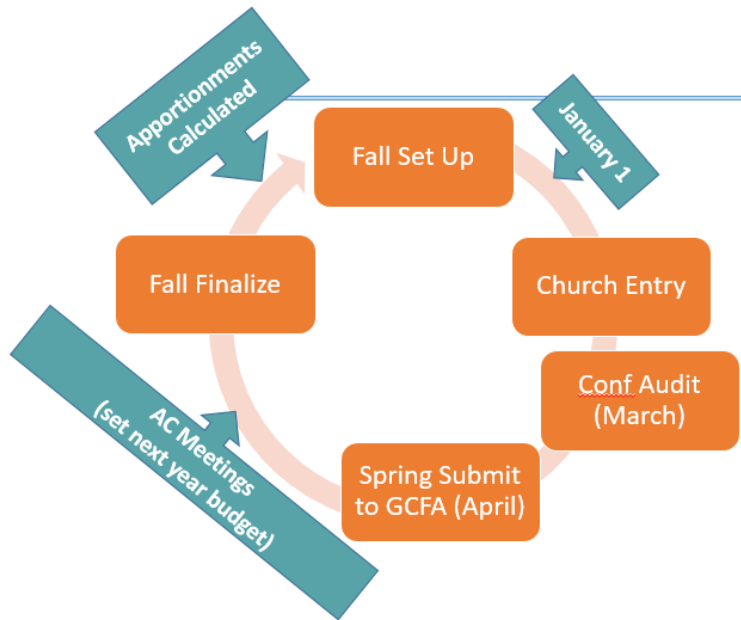 Apportionments
Calculated
January 1
Fall Set Up
Fall Finalize
Church Entry
Conf Audit
(March)
AC Meetings
(set next year budget)
Spring Submit
to GCFA (April)